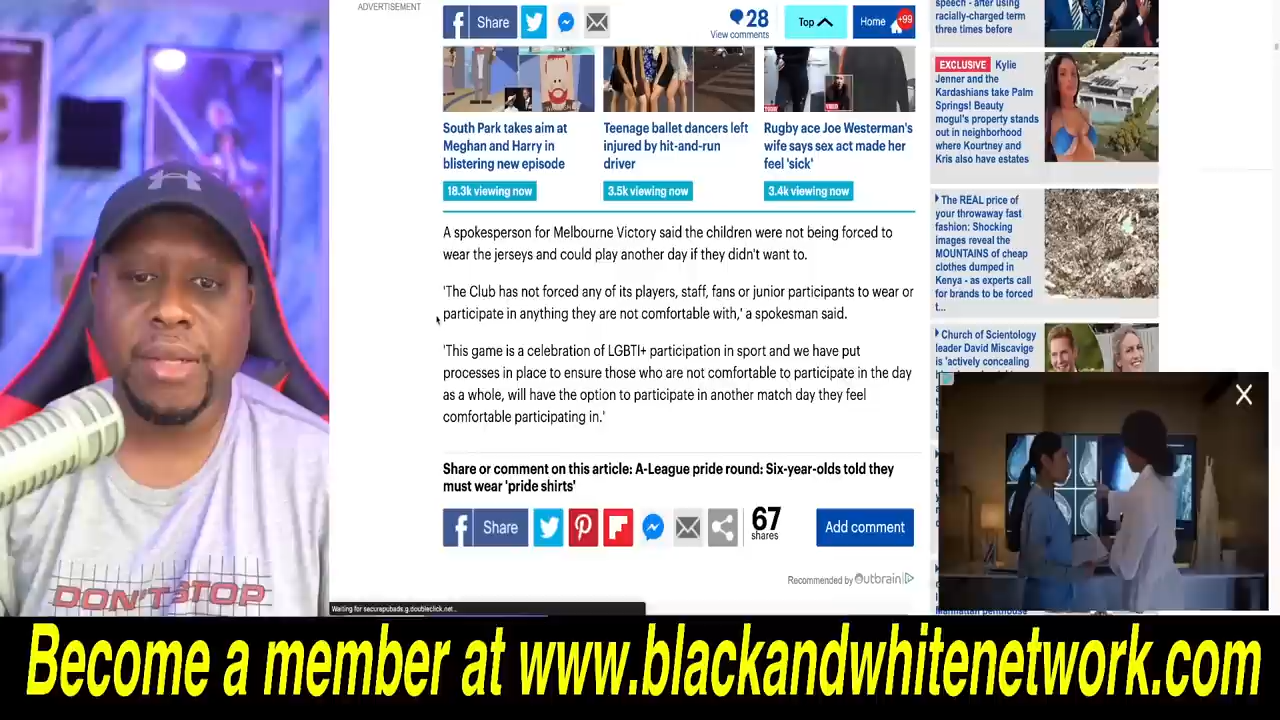 ADVERTISEMENT
Share
28
View comments
Top
Home
+99
South Park takes aim at
Meghan and Harry in
blistering new episode
18.3k viewing now
Teenage ballet dancers left
injured by hit-and-run
driver
3.5k viewing now
Rugby ace Joe Westerman's
wife says sex act made her
feel 'sick'
3.4k viewing now
A spokesperson for Melbourne Victory said the children were not being forced to
wear the jerseys and could play another day if they didn't want to.
'The Club has not forced any of its players, staff, fans or junior participants to wear or
participate in anything they are not comfortable with,' a spokesman said.
'This game is a celebration of LGBTI+ participation in sport and we have put
processes in place to ensure those who are not comfortable to participate in the day
as a whole, will have the option to participate in another match day they feel
comfortable participating in.'
Share or comment on this article: A-League pride round: Six-year-olds told they
must wear 'pride shirts'
Share
67
shares
Add comment
Recommended by Outbrain
Waiting for securepubads.g.doubleclick.net...
speech - after using
racially-charged term
three times before
EXCLUSIVE Kylie
Jenner and the
Kardashians take Palm
Springs! Beauty
mogul's property stands
out in neighborhood
where Kourtney and
Kris also have estates
The REAL price of
your throwaway fast
fashion: Shocking
images reveal the
MOUNTAINS of cheap
clothes dumped in
Kenya - as experts call
for brands to be forced
t...
Church of Scientology
leader David Miscavige
is 'actively concealing
Manhattan penthouse
DON'T STOP
Become a member at www.blackandwhitenetwork.com